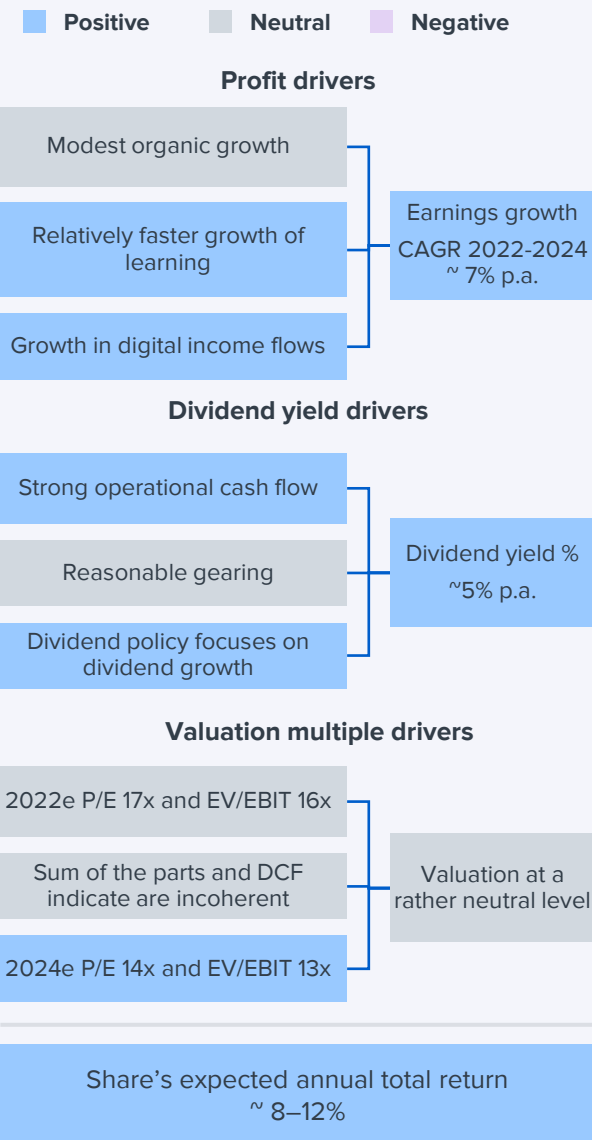 Positive Neutral Negative
Profit drivers
Modest organic growth
Relatively faster growth of
learning
Growth in digital income flows
Earnings growth
CAGR 2022-2024
~ 7% p.a.
Dividend yield drivers
Strong operational cash flow
Reasonable gearing
Dividend policy focuses on
dividend growth
Dividend yield %
~5% p.a.
Valuation multiple drivers
2022e P/E 17x and EV/EBIT 16x
Sum of the parts and DCF
indicate are incoherent
2024e P/E 14x and EV/EBIT 13x
Valuation at a
rather neutral level
Share’s expected annual total return
~ 8–12%